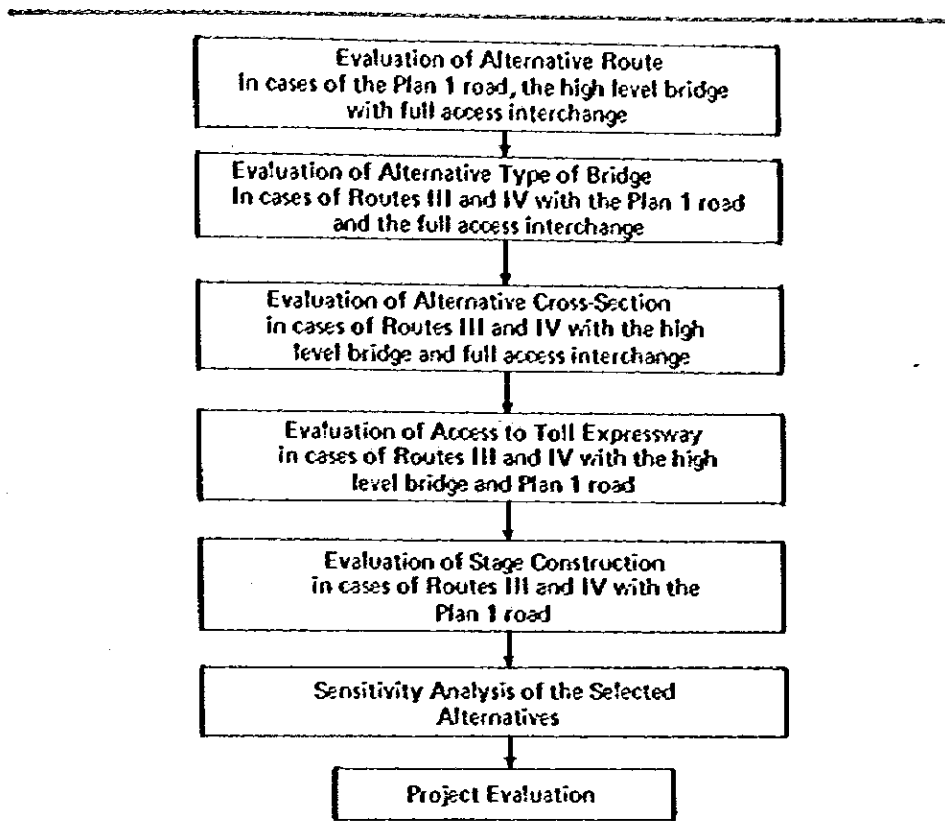 Evaluation of Alternative Route
In cases of the Plan 1 road, the high level bridge
with full access interchange
Evaluation of Alternative Type of Bridge
In cases of Routes III and IV with the Plan 1 road
and the full access interchange
Evaluation of Alternative Cross-Section
in cases of Routes III and IV with the high
level bridge and full access interchange
Evaluation of Access to Toll Expressway
in cases of Routes III and IV with the high
level bridge and Plan 1 road
Evaluation of Stage Construction
in cases of Routes III and IV with the
Plan 1 road
Sensitivity Analysis of the Selected
Alternatives
Project Evaluation